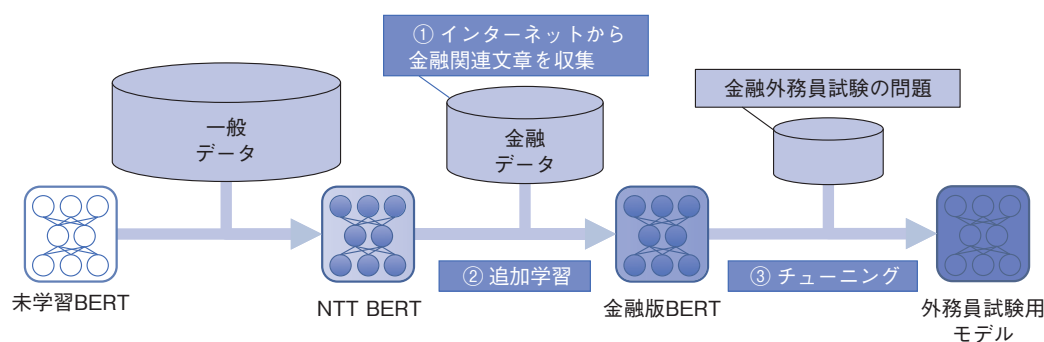 ① インターネットから
金融関連文章を収集
金融外務員試験の問題
一般
データ
金融
データ
② 追加学習
③ チューニング
未学習BERT
NTT BERT
金融版BERT
外務員試験用
モデル